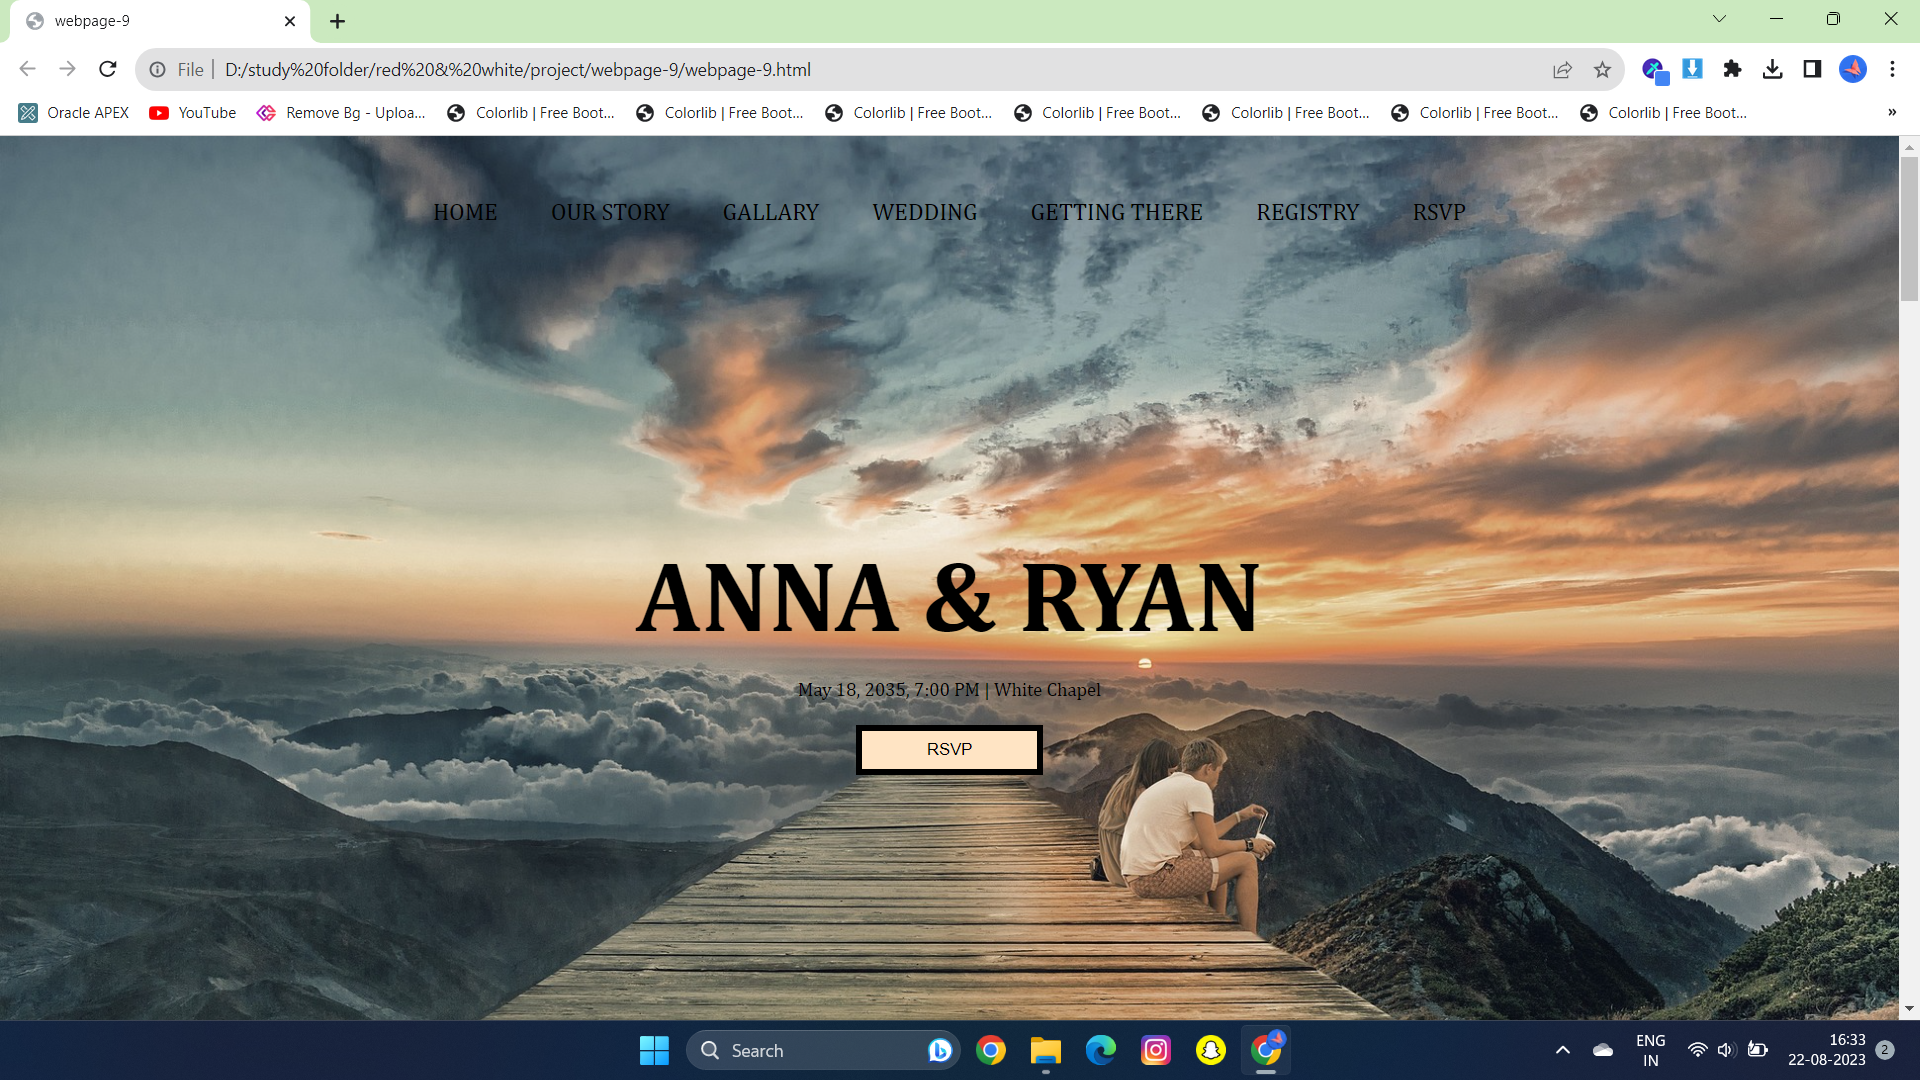 webpage-9
File | D:/study%20folder/red%20&%20white/project/webpage-9/webpage-9.html
Oracle APEX YouTube Remove Bg - Uploa... Colorlib | Free Boot... Colorlib | Free Boot... Colorlib | Free Boot... Colorlib | Free Boot... Colorlib | Free Boot... Colorlib | Free Boot... Colorlib | Free Boot... »
HOME OUR STORY GALLARY WEDDING GETTING THERE REGISTRY RSVP
ANNA & RYAN
May 18, 2035, 7:00 PM | White Chapel
RSVP
Search
ENG
IN
16:33
22-08-2023
2